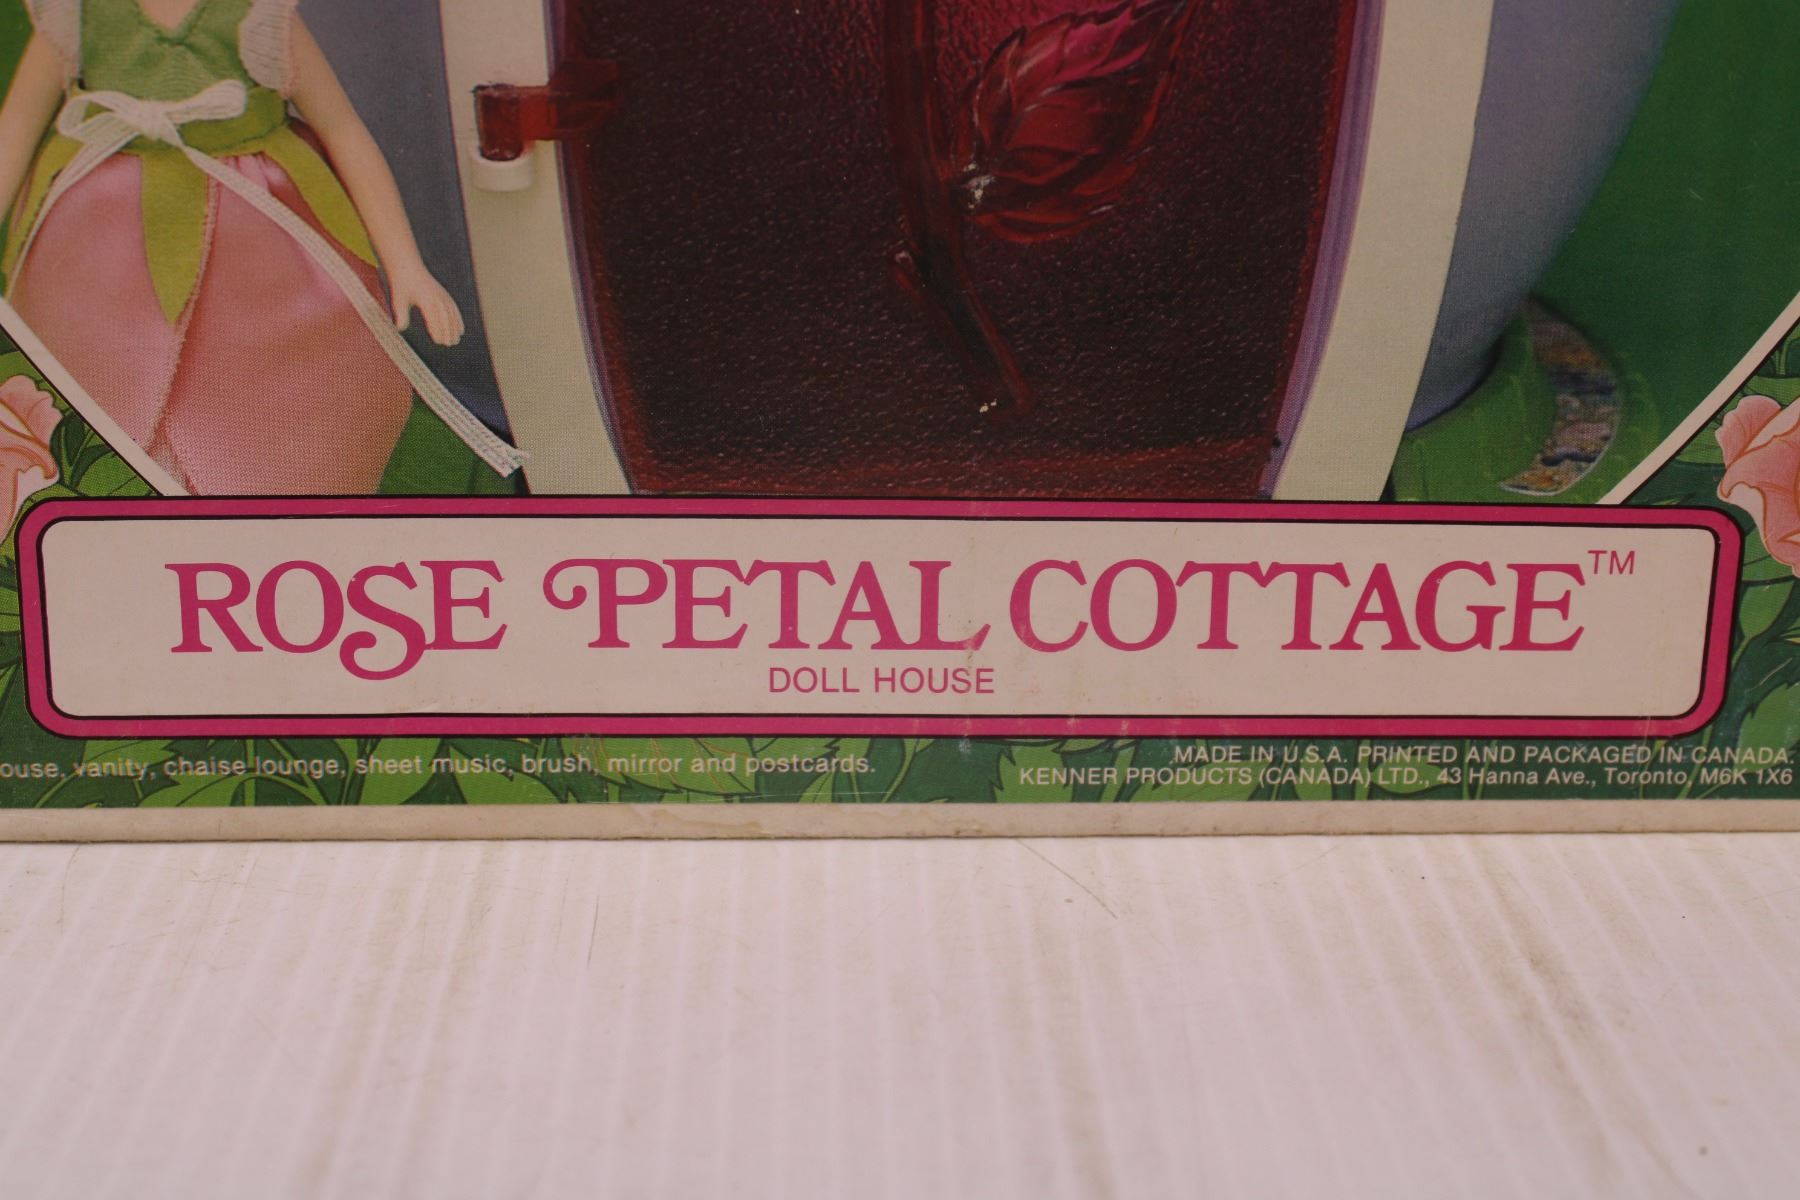 ROSE PETAL COTTAGE™
DOLL HOUSE
vanity, chaise lounge, sheet music, brush, mirror and postcards.
MADE IN U.S.A. PRINTED AND PACKAGED IN CANADA.
KENNER PRODUCTS (CANADA) LTD., 43 Hanna Ave., Toronto, M6K 1X6